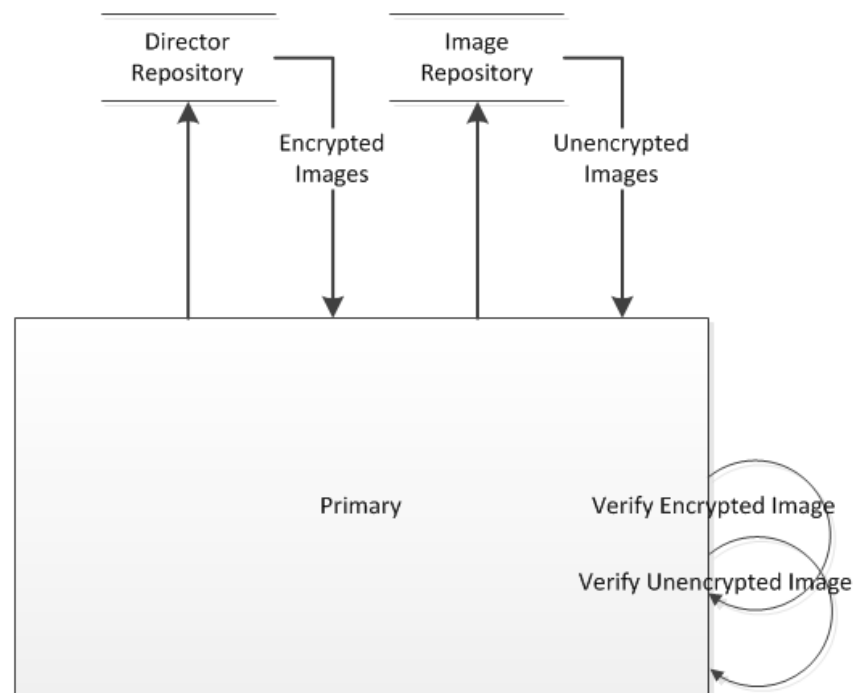 Director
Repository
Image
Repository
Encrypted
Images
Unencrypted
Images
Primary
Verify Encrypted Image
Verify Unencrypted Image